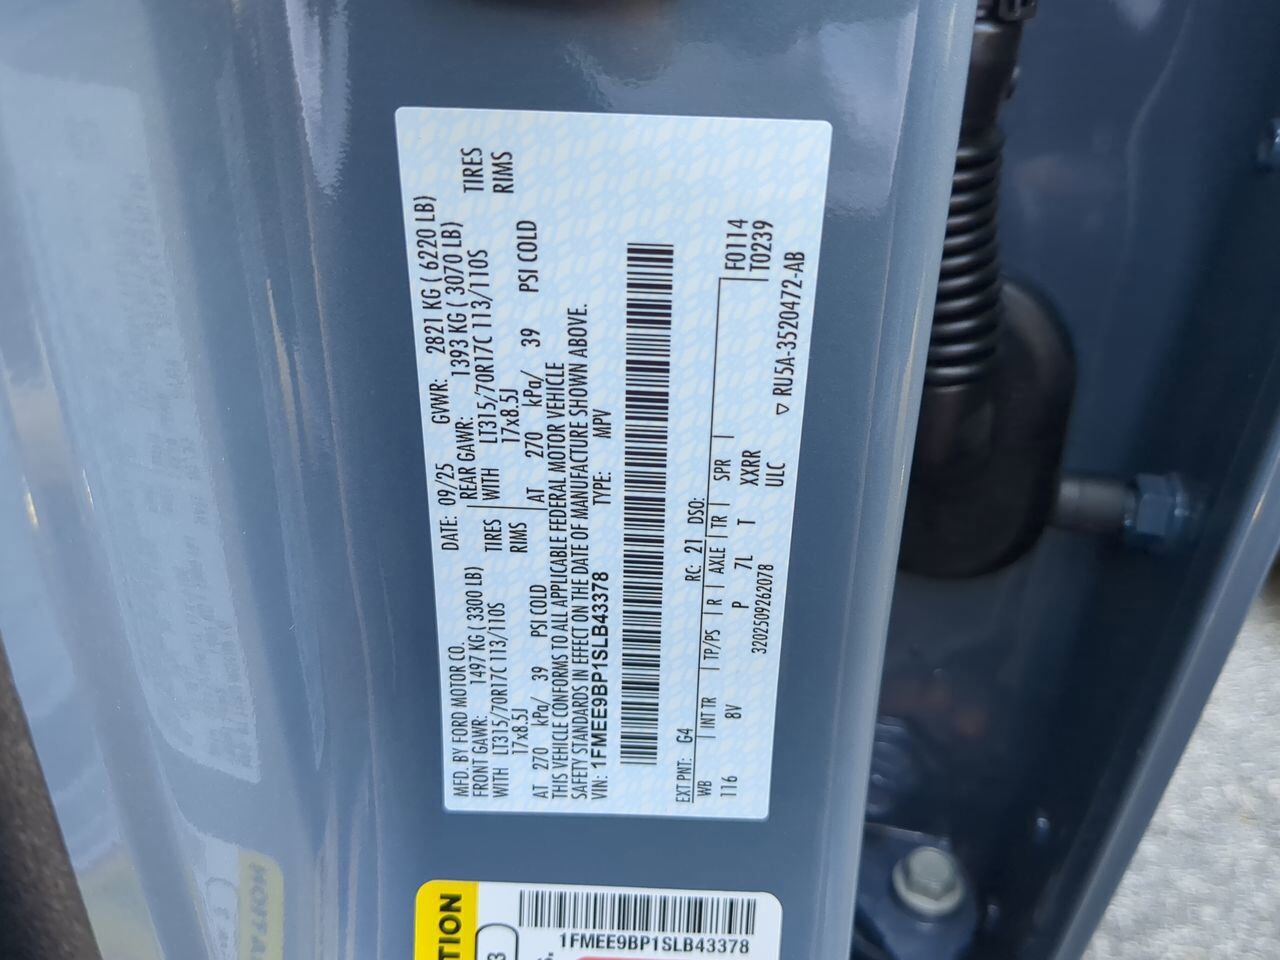 MFD. BY FORD MOTOR CO.
DATE: 09/25 GVWR: 2821 KG ( 6220 LB)
FRONT GAWR: 1497 KG ( 3300 LB)
REAR GAWR: 1393 KG ( 3070 LB)
WITH LT315/70R17C 113/110S TIRES
WITH LT315/70R17C 113/110S TIRES
17x8.5J RIMS
17x8.5J RIMS
AT 270 kPa/ 39 PSI COLD
AT 270 kPa/ 39 PSI COLD
THIS VEHICLE CONFORMS TO ALL APPLICABLE FEDERAL MOTOR VEHICLE
SAFETY STANDARDS IN EFFECT ON THE DATE OF MANUFACTURE SHOWN ABOVE.
VIN: 1FMEE9BP1SLB43378 TYPE: MPV
EXT PNT: G4 RC: 21 DSO:
WB INT TR TP/PS R AXLE TR SPR
F0114
116 8V P 7L T XXRR
T0239
3202509262078 ULC
▽ RU5A-3520472-AB
TION
3
S.
1FMEE9BP1SLB43378